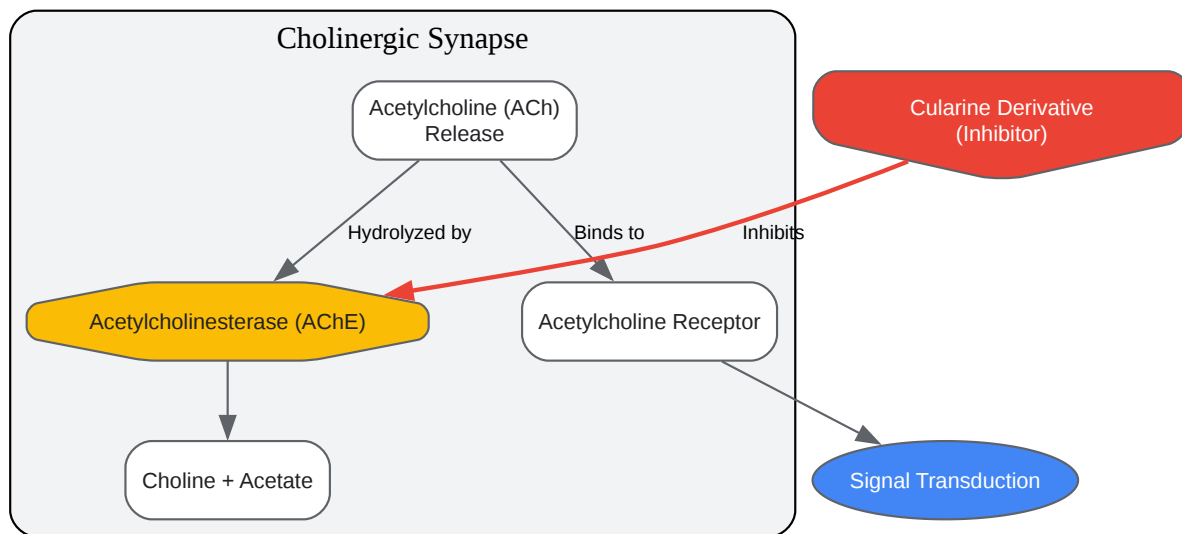 Cholinergic Synapse
Acetylcholine (ACh)
Release
Cularine Derivative
(Inhibitor)
Hydrolyzed by
Binds to
Inhibits
Acetylcholinesterase (AChE)
Acetylcholine Receptor
Choline + Acetate
Signal Transduction